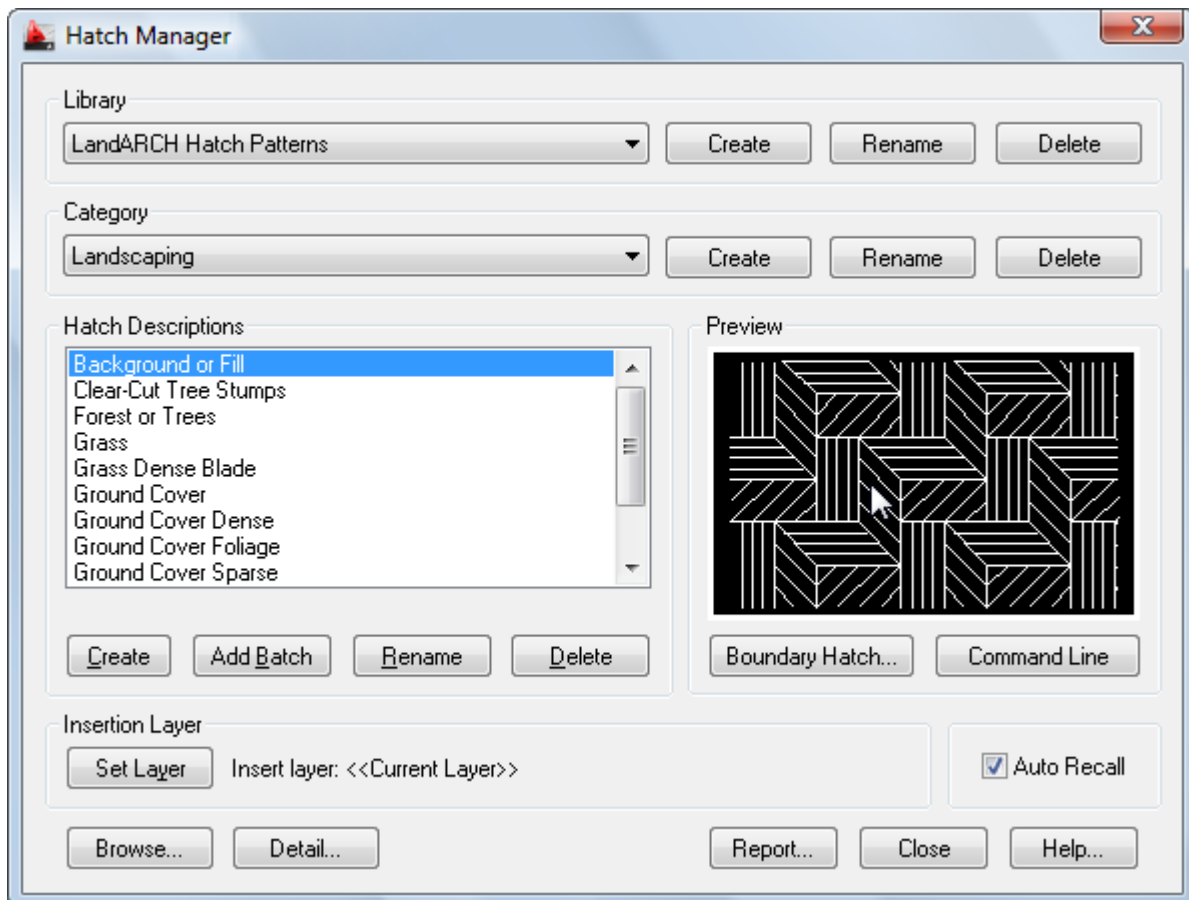 Hatch Manager
Library
LandARCH Hatch Patterns
Create Rename Delete
Category
Landscaping
Create Rename Delete
Hatch Descriptions
Background or Fill
Clear-Cut Tree Stumps
Forest or Trees
Grass
Grass Dense Blade
Ground Cover
Ground Cover Dense
Ground Cover Foliage
Ground Cover Sparse
Create Add Batch Rename Delete
Preview
Boundary Hatch... Command Line
Insertion Layer
Set Layer Insert layer: <<Current Layer>>
Auto Recall
Browse... Detail... Report... Close Help...